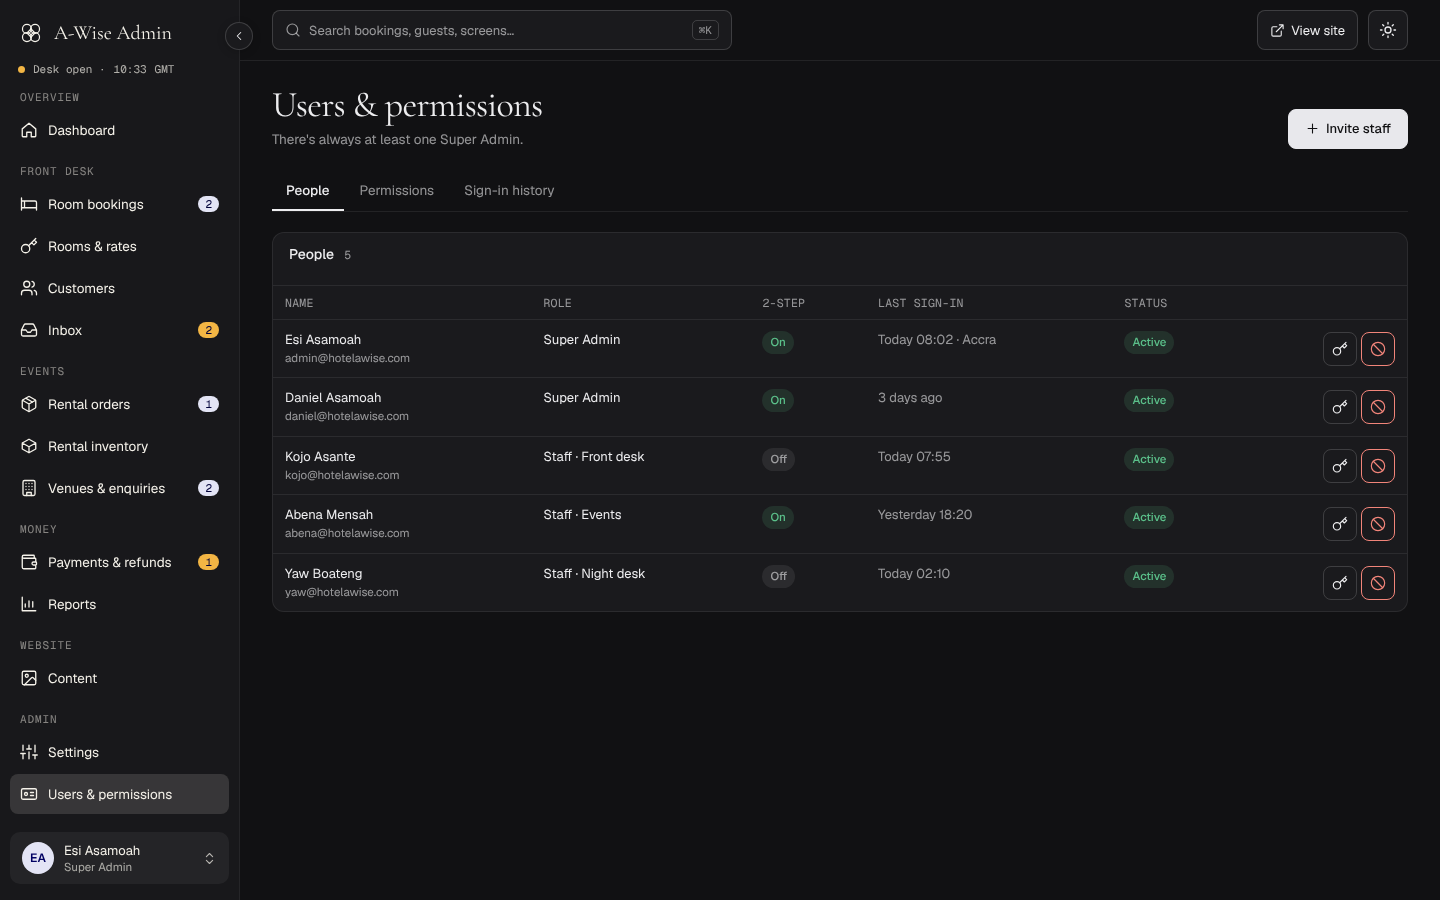 A-Wise Admin
Desk open · 10:33 GMT
OVERVIEW
Dashboard
FRONT DESK
Room bookings 2
Rooms & rates
Customers
Inbox 2
EVENTS
Rental orders 1
Rental inventory
Venues & enquiries 2
MONEY
Payments & refunds 1
Reports
WEBSITE
Content
ADMIN
Settings
Users & permissions
EA
Esi Asamoah
Super Admin
Search bookings, guests, screens... ⌘K
View site
Users & permissions
There's always at least one Super Admin.
Invite staff
People Permissions Sign-in history
People 5
NAME ROLE 2-STEP LAST SIGN-IN STATUS
Esi Asamoah Super Admin On Today 08:02 · Accra Active
admin@hotelawise.com
Daniel Asamoah Super Admin On 3 days ago Active
daniel@hotelawise.com
Kojo Asante Staff · Front desk Off Today 07:55 Active
kojo@hotelawise.com
Abena Mensah Staff · Events On Yesterday 18:20 Active
abena@hotelawise.com
Yaw Boateng Staff · Night desk Off Today 02:10 Active
yaw@hotelawise.com